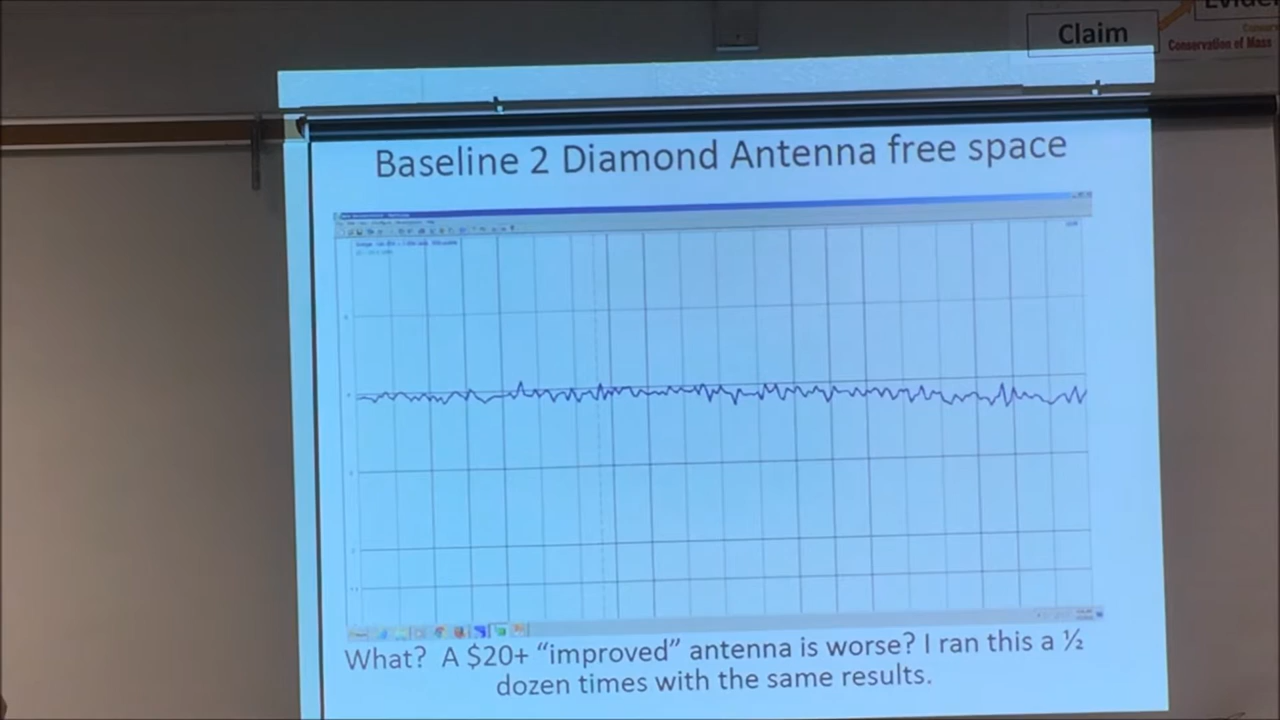 Claim
Conservation of Mass
Baseline 2 Diamond Antenna free space
What? A $20+ “improved” antenna is worse? I ran this a ½
dozen times with the same results.